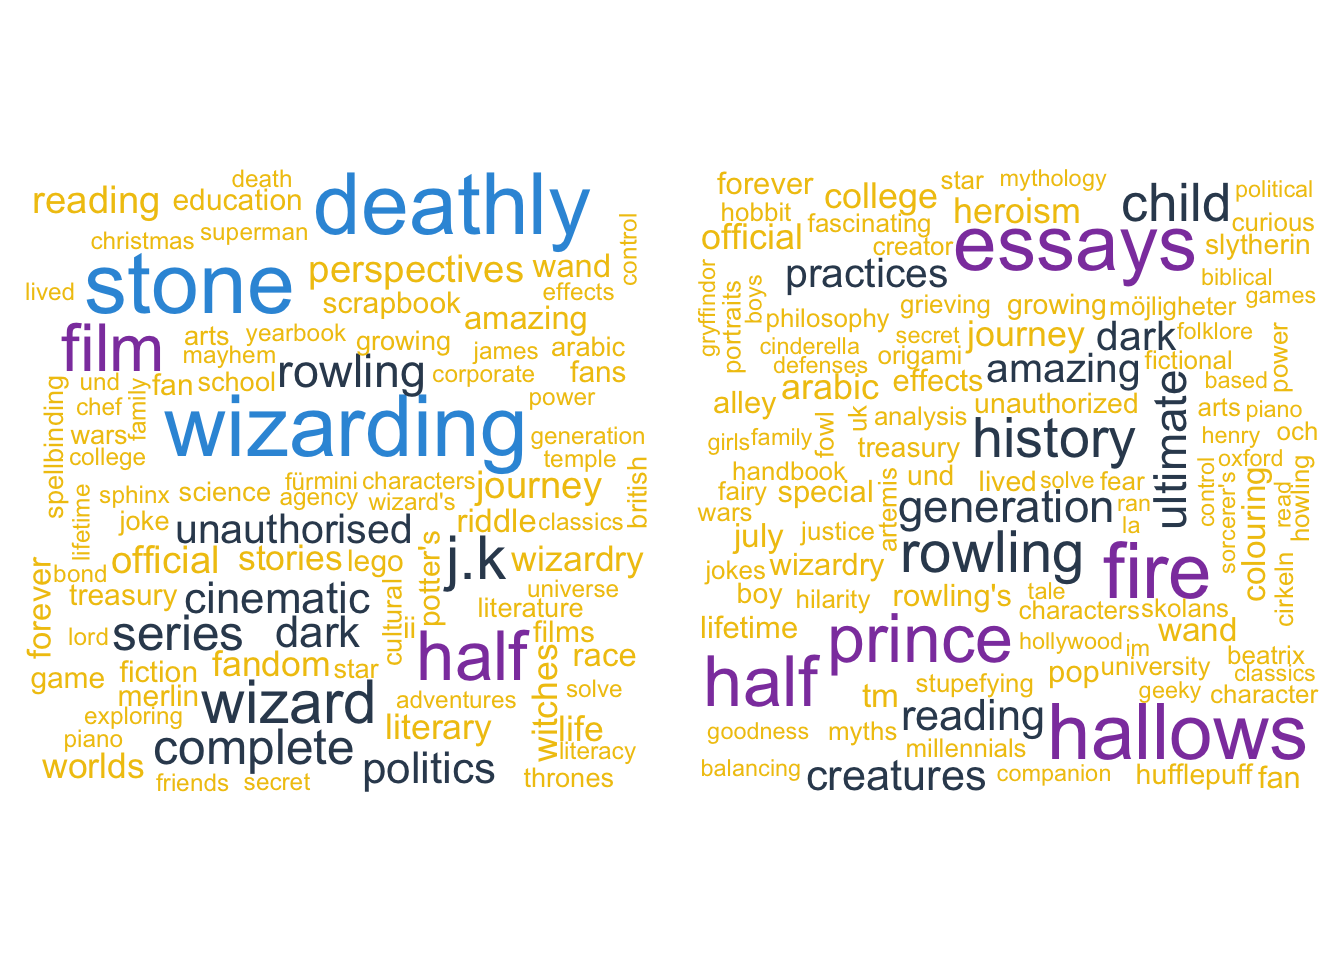 death
reading education deathly
christmas superman control
stone perspectives wand
lived scrapbook effects
film arts yearbook growing amazing
mayhem rowling james arabic
und fan school corporate fans
chef family power
spellbinding wars wizarding generation
college temple
fürmini characters
sphinx science agency wizard's journey british
lifetime joke unauthorised riddle classics
official stories lego potter's j.k wizardry
forever bond treasury cinematic cultural universe
lord series dark ii literature
half films
game fiction fandom star witches race
merlin wizard adventures solve
exploring literary life
piano complete literacy
worlds politics thrones
friends secret
forever college star mythology child political
hobbit fascinating heroism curious
official creator essays slytherin
gryffindor portraits boys practices biblical
grieving growing möjligheter games
philosophy secret journey dark folklore
cinderella origami fictional power
defenses amazing
alley arabic effects ultimate based
uk analysis unauthorized arts piano
girls family fowl treasury history henry och
handbook und oxford
fairy special lived solve fear control
wars artemis generation ran sorcerer's colouring read howling
july justice la
jokes wizardry rowling fire
boy hilarity rowling's tale cirkeln
characters skolans
lifetime prince hollywood im wand
half stupefying pop university beatrix
tm geeky classics
character
goodness myths reading hallows
millennials
balancing creatures companion hufflepuff fan